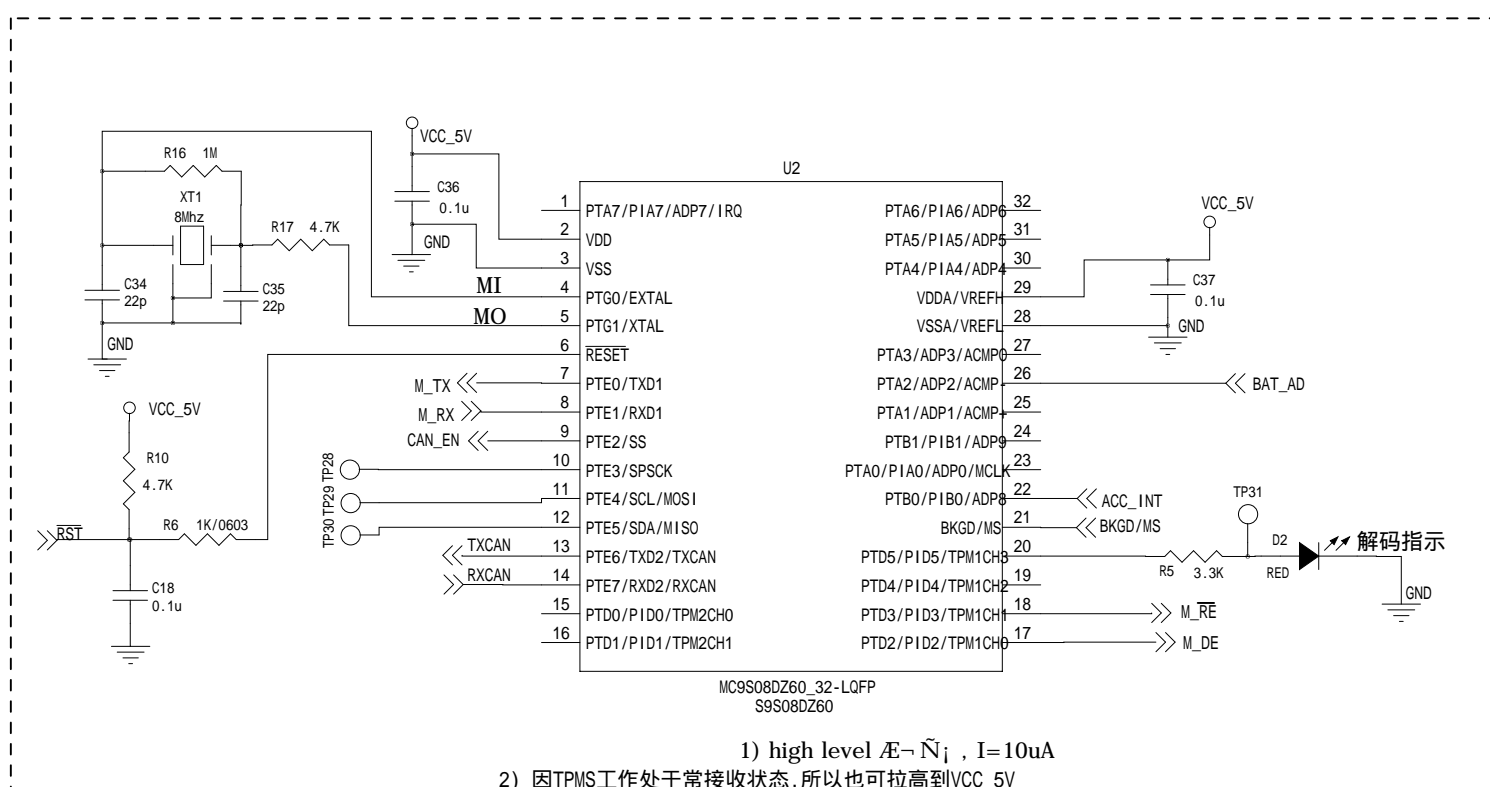 VCC_5V
R16 1M
XT1
8Mhz
R17 4.7K
C34
22p
C35
22p
GND
C36
0.1u
GND
MI
MO
U2
1 PTA7/PIA7/ADP7/IRQ
2 VDD
3 VSS
4 PTG0/EXTAL
5 PTG1/XTAL
6 RESET
7 PTE0/TXD1
8 PTE1/RXD1
9 PTE2/SS
10 PTE3/SPSCK
11 PTE4/SCL/MOSI
12 PTE5/SDA/MISO
13 PTE6/TXD2/TXCAN
14 PTE7/RXD2/RXCAN
15 PTD0/PID0/TPM2CH0
16 PTD1/PID1/TPM2CH1
PTA6/PIA6/ADP6 32
PTA5/PIA5/ADP5 31
PTA4/PIA4/ADP4 30
VDDA/VREFH 29
VSSA/VREFL 28
PTA3/ADP3/ACMPO 27
PTA2/ADP2/ACMP- 26
PTA1/ADP1/ACMP+ 25
PTB1/PIB1/ADP9 24
PTA0/PIA0/ADP0/MCLK 23
PTB0/PIB0/ADP8 22
BKGD/MS 21
PTD5/PID5/TPM1CH3 20
PTD4/PID4/TPM1CH2 19
PTD3/PID3/TPM1CH1 18
PTD2/PID2/TPM1CH0 17
M_TX
M_RX
CAN_EN
TP28
TP29
TP30
TXCAN
RXCAN
VCC_5V
R10
4.7K
RST
R6 1K/0603
C18
0.1u
VCC_5V
C37
0.1u
GND
BAT_AD
ACC_INT
BKGD/MS
TP31
R5 3.3K
D2
RED
解码指示
GND
M_RE
M_DE
MC9S08DZ60_32-LQFP
S9S08DZ60
1) high level Æ¬ Ñ¡ , I=10uA
2) 因TPMS工作处于常接收状态,所以也可拉高到VCC_5V